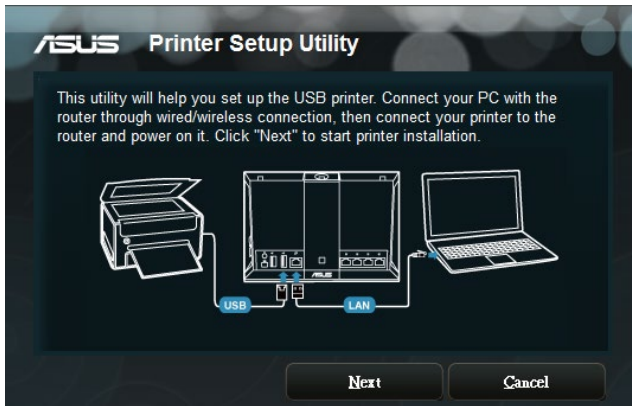 ASUS Printer Setup Utility
This utility will help you set up the USB printer. Connect your PC with the
router through wired/wireless connection, then connect your printer to the
router and power on it. Click "Next" to start printer installation.
ASUS
USB
LAN
Next
Cancel